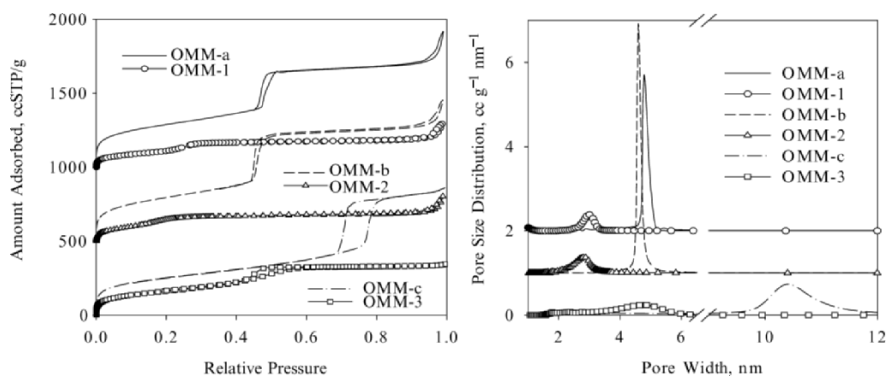 2000
1500
1000
500
0
Amount Adsorbed, ccSTP/g
OMM-a
OMM-1
OMM-b
OMM-2
OMM-c
OMM-3
0.0 0.2 0.4 0.6 0.8 1.0
Relative Pressure
6
4
2
0
Pore Size Distribution, cc g⁻¹ nm⁻¹
OMM-a
OMM-1
OMM-b
OMM-2
OMM-c
OMM-3
2 4 6 10 12
Pore Width, nm